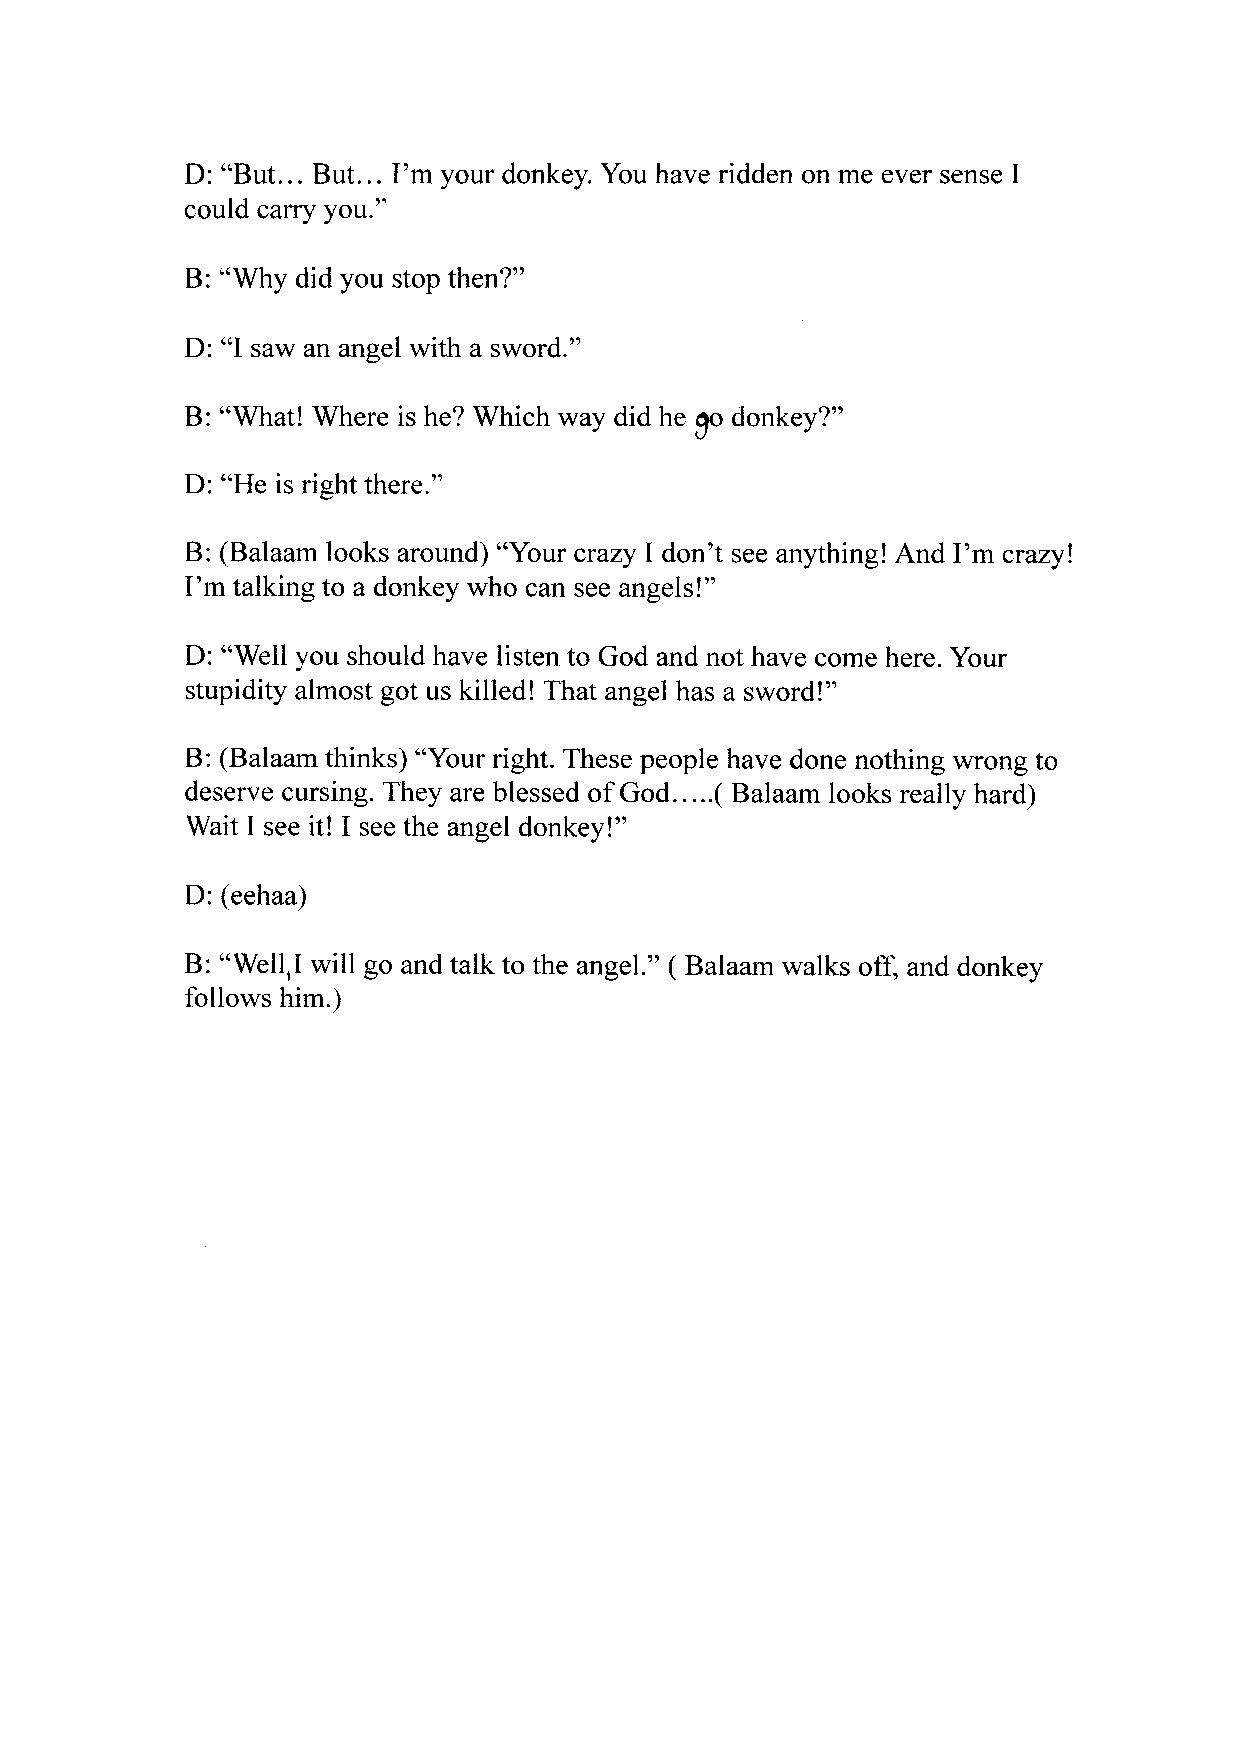 D: “But... But... I’m your donkey. You have ridden on me ever sense I
could carry you.”
B: “Why did you stop then?”
D: “I saw an angel with a sword.”
B: “What! Where is he? Which way did he go donkey?”
D: “He is right there.”
B: (Balaam looks around) “Your crazy I don’t see anything! And I’m crazy!
I’m talking to a donkey who can see angels!”
D: “Well you should have listen to God and not have come here. Your
stupidity almost got us killed! That angel has a sword!”
B: (Balaam thinks) “Your right. These people have done nothing wrong to
deserve cursing. They are blessed of God.....( Balaam looks really hard)
Wait I see it! I see the angel donkey!”
D: (eehaa)
B: “Well,I will go and talk to the angel.” ( Balaam walks off, and donkey
follows him.)